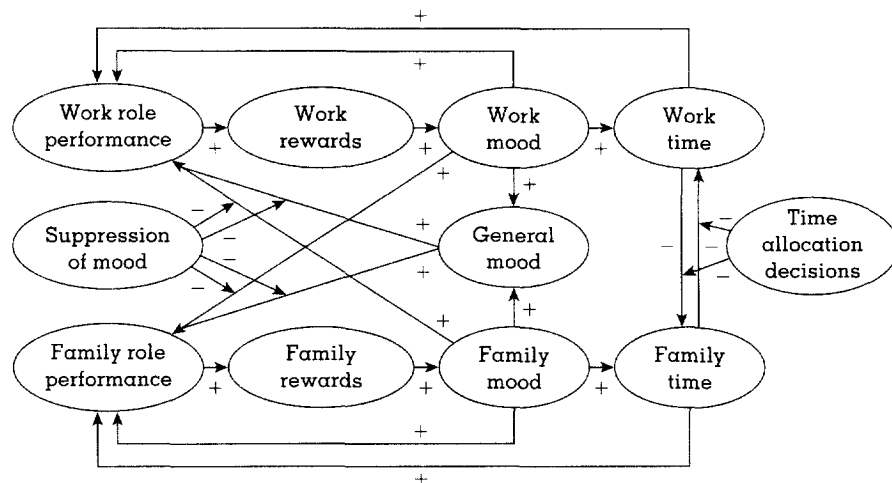 +
+
Work role
performance
+
Work
rewards
+
Work
mood
+
Work
time
+
+
+
Suppression
of mood
−
−
−
−
+
+
General
mood
−
−
−
−
Time
allocation
decisions
+
+
Family role
performance
+
Family
rewards
+
Family
mood
+
Family
time
+
+